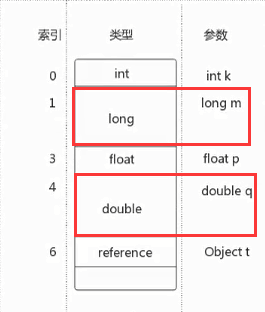 索引 类型 参数
0 int int k
1 long long m
3 float float p
4 double double q
6 reference Object t